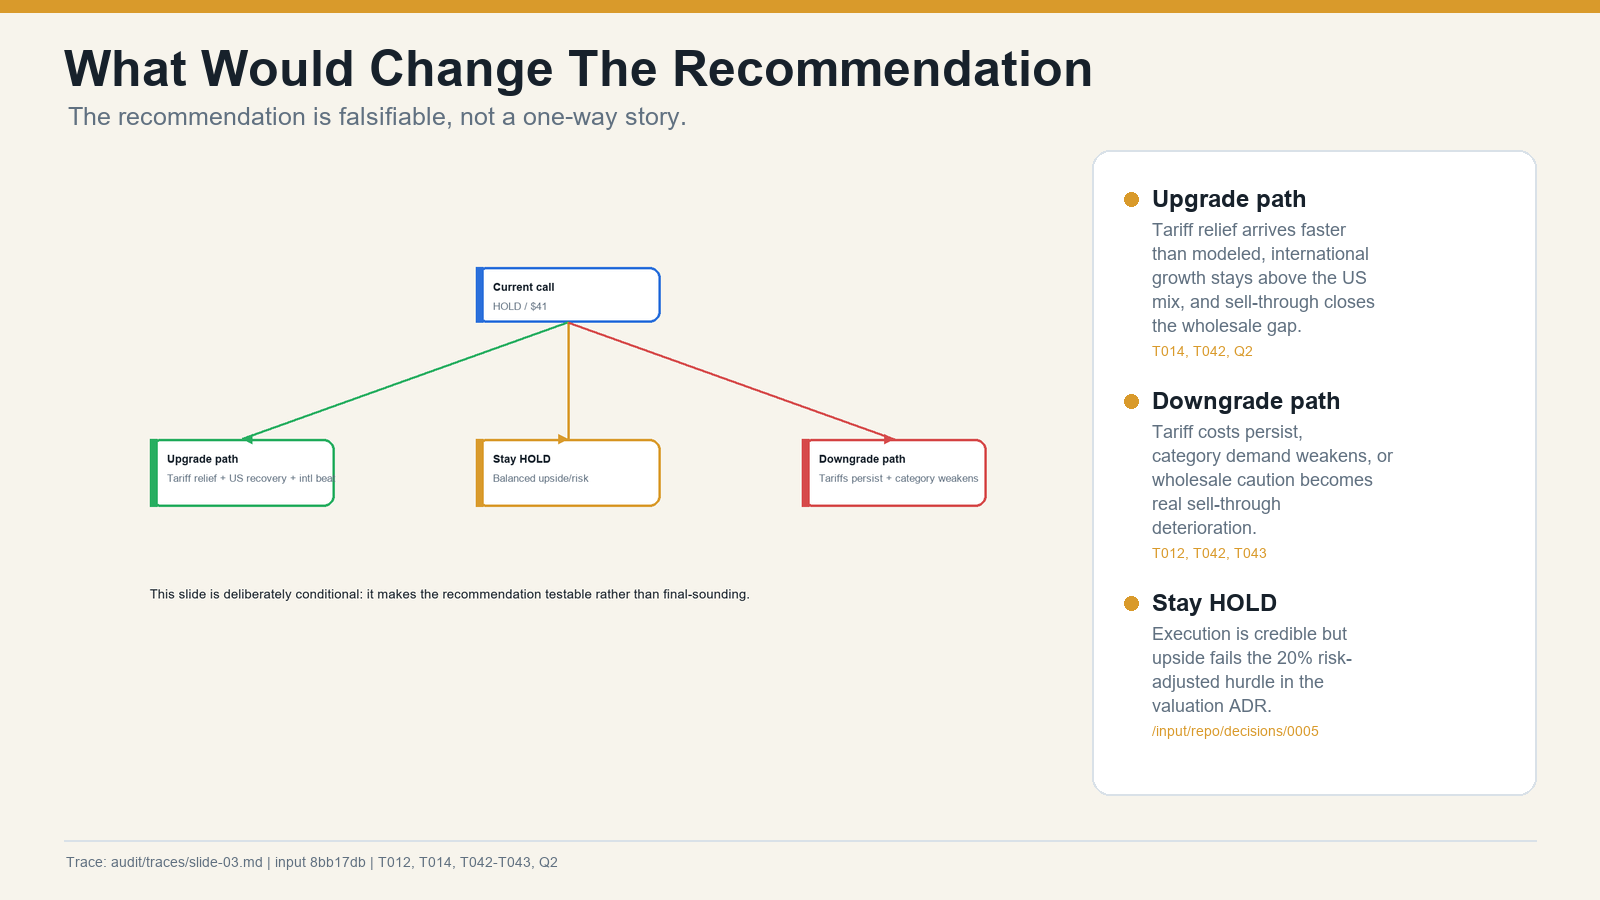 What Would Change The Recommendation
The recommendation is falsifiable, not a one-way story.
Current call
HOLD / $41
Upgrade path
Tariff relief + US recovery + intl bea
Stay HOLD
Balanced upside/risk
Downgrade path
Tariffs persist + category weakens
This slide is deliberately conditional: it makes the recommendation testable rather than final-sounding.
Upgrade path
Tariff relief arrives faster
than modeled, international
growth stays above the US
mix, and sell-through closes
the wholesale gap.
T014, T042, Q2
Downgrade path
Tariff costs persist,
category demand weakens, or
wholesale caution becomes
real sell-through
deterioration.
T012, T042, T043
Stay HOLD
Execution is credible but
upside fails the 20% risk-
adjusted hurdle in the
valuation ADR.
/input/repo/decisions/0005
Trace: audit/traces/slide-03.md | input 8bb17db | T012, T014, T042-T043, Q2